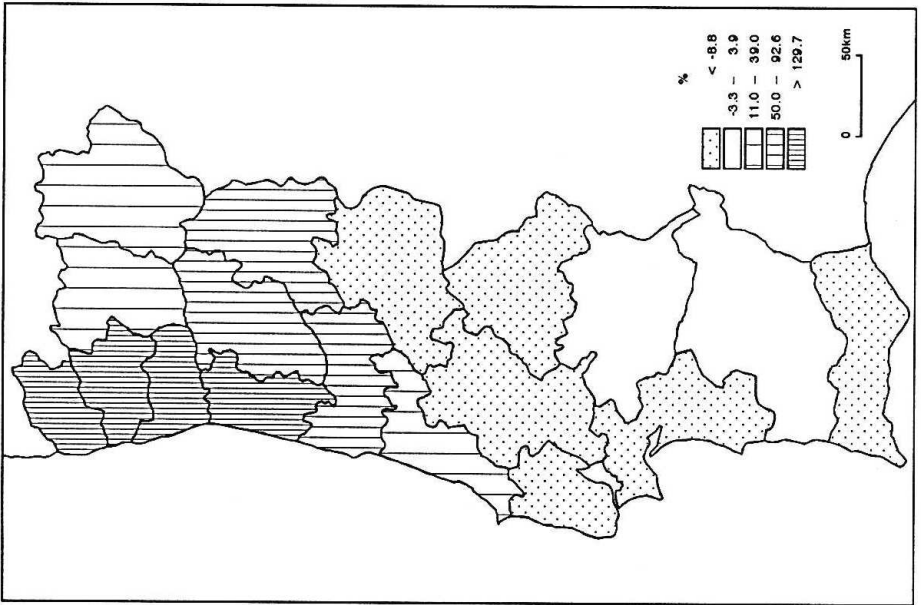 %
< -8.8
-3.3 – 3.9
11.0 – 39.0
50.0 – 92.6
> 129.7
0 50km